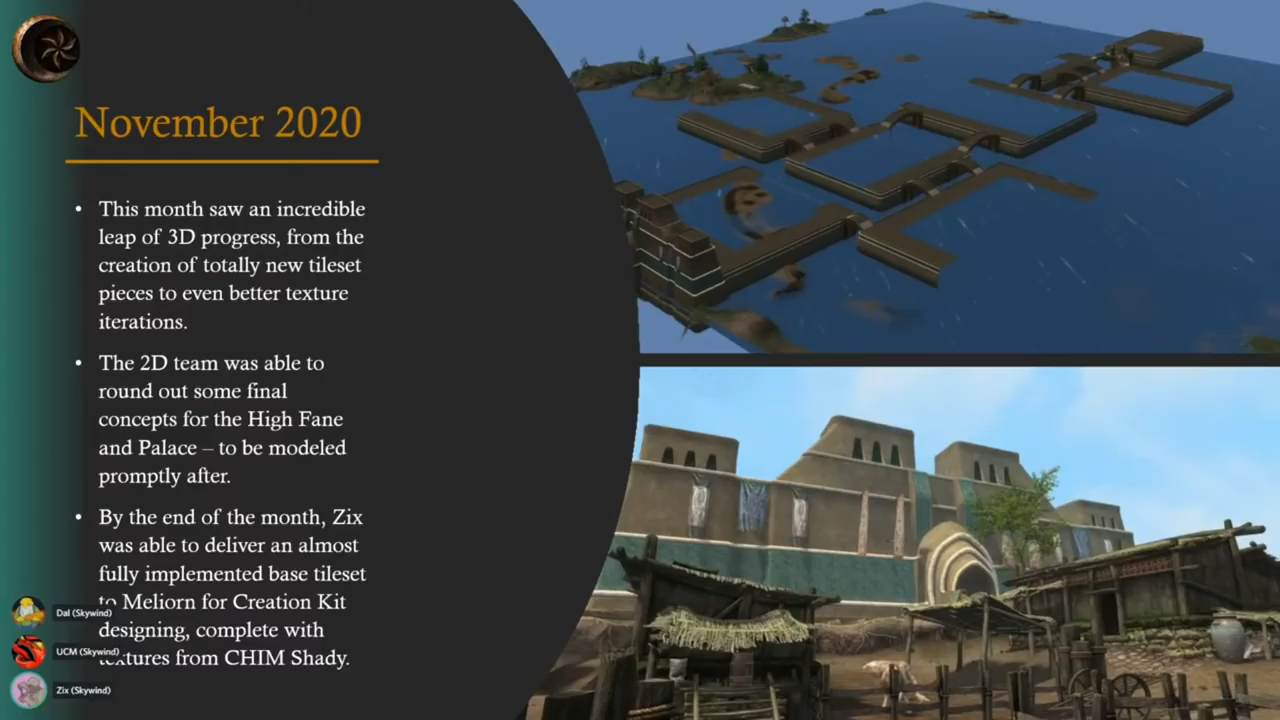 November 2020
• This month saw an incredible
leap of 3D progress, from the
creation of totally new tileset
pieces to even better texture
iterations.
• The 2D team was able to
round out some final
concepts for the High Fane
and Palace – to be modeled
promptly after.
• By the end of the month, Zix
was able to deliver an almost
fully implemented base tileset
to Meliorn for Creation Kit
designing, complete with
textures from CHIM Shady.
Dal (Skywind)
UCM (Skywind)
Zix (Skywind)